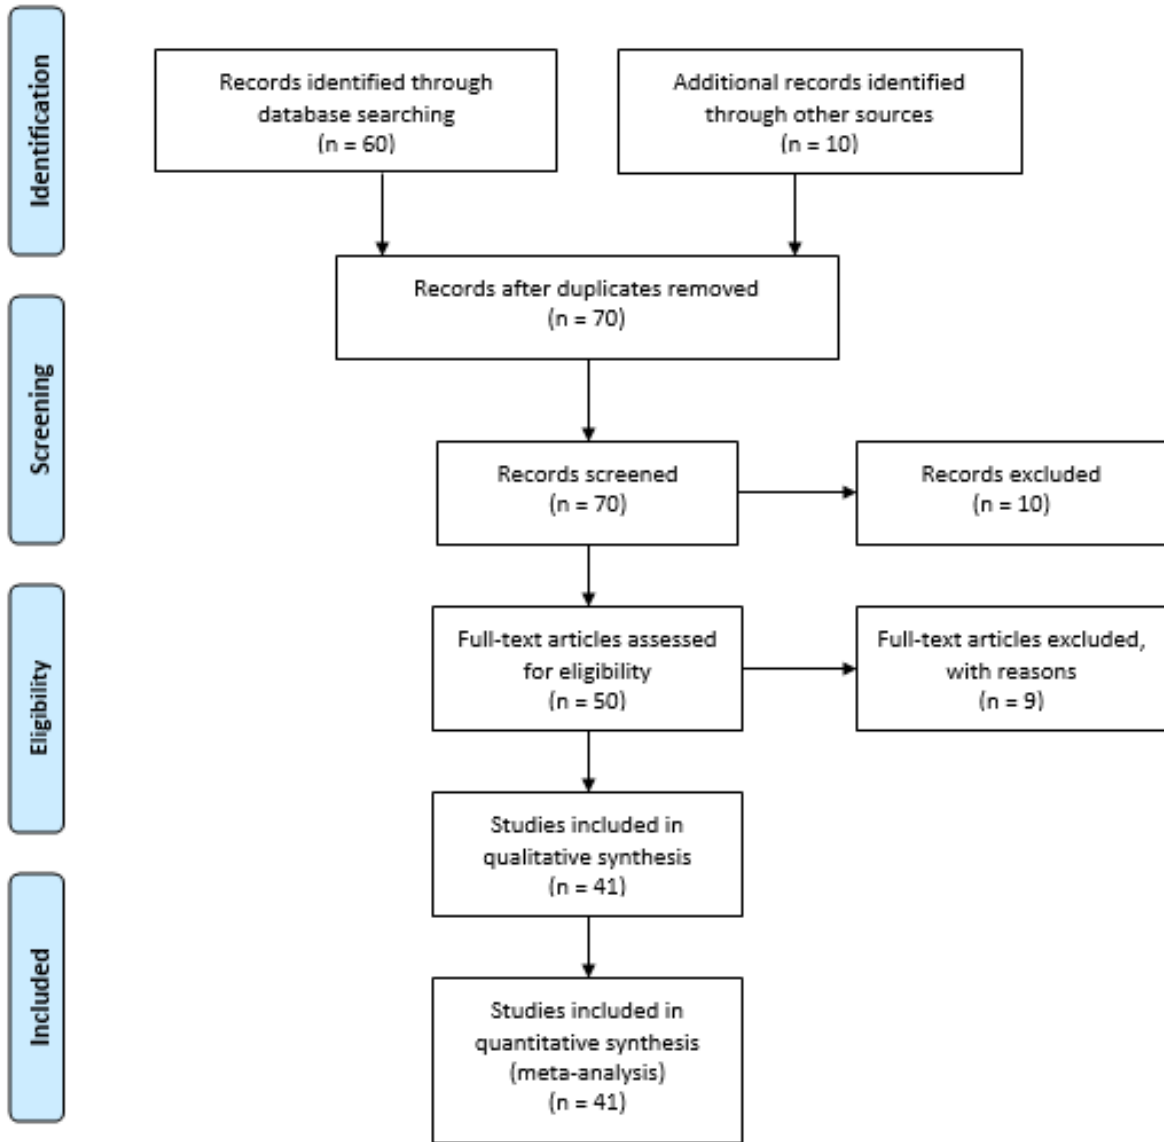 Identification
Records identified through
database searching
(n = 60)
Additional records identified
through other sources
(n = 10)
Records after duplicates removed
(n = 70)
Screening
Records screened
(n = 70)
Records excluded
(n = 10)
Eligibility
Full-text articles assessed
for eligibility
(n = 50)
Full-text articles excluded,
with reasons
(n = 9)
Studies included in
qualitative synthesis
(n = 41)
Included
Studies included in
quantitative synthesis
(meta-analysis)
(n = 41)